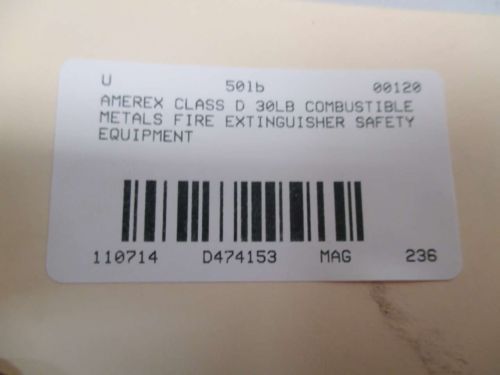 U 50lb 00120
AMEREX CLASS D 30LB COMBUSTIBLE
METALS FIRE EXTINGUISHER SAFETY
EQUIPMENT
110714 D474153 MAG 236